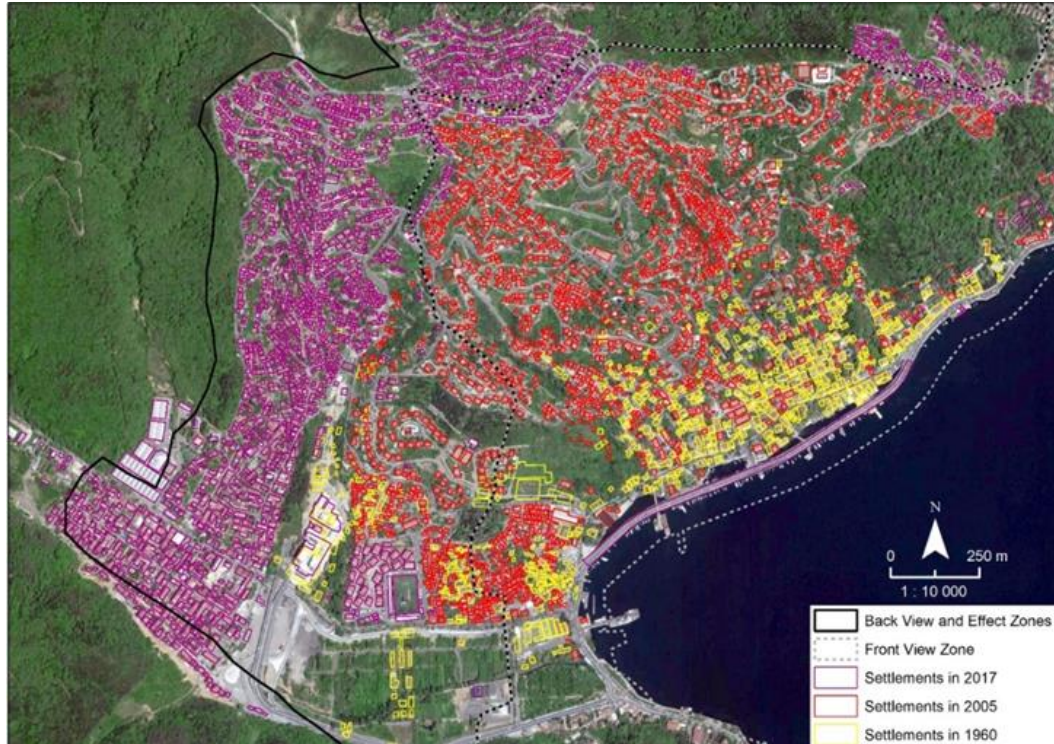 N
0 250 m
1 : 10 000
Back View and Effect Zones
Front View Zone
Settlements in 2017
Settlements in 2005
Settlements in 1960